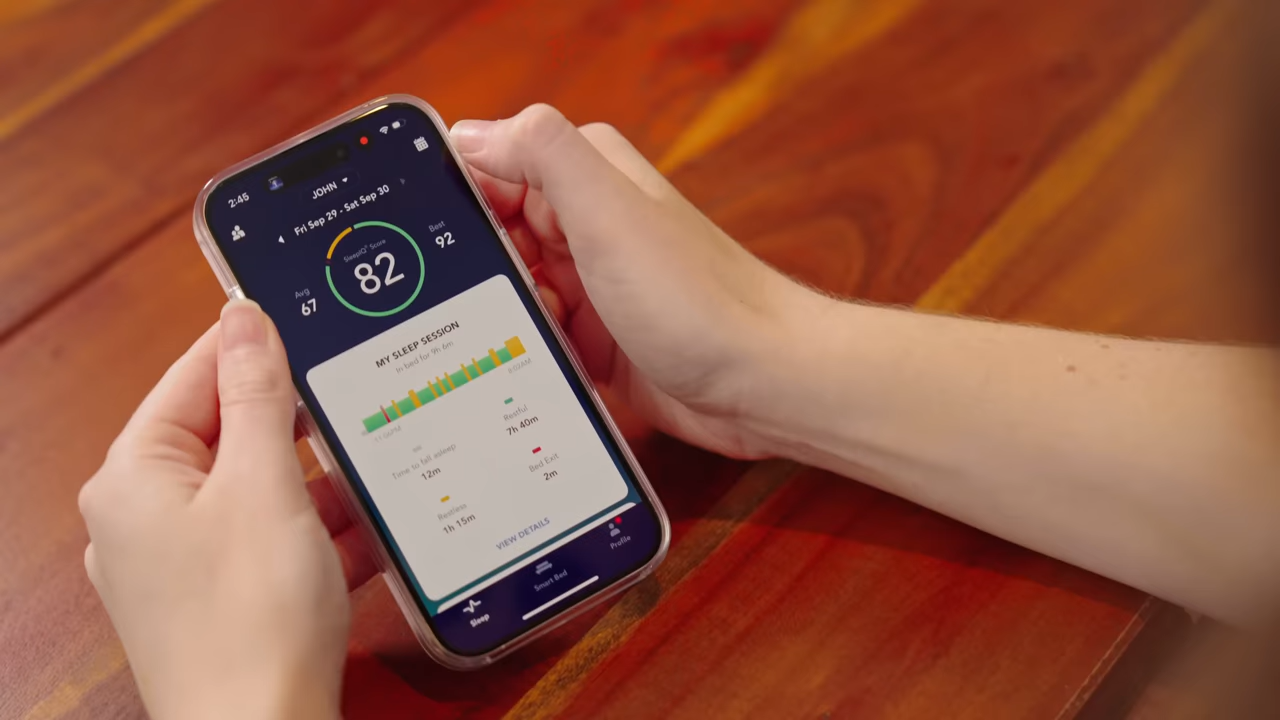 2:45
JOHN
Fri Sep 29 - Sat Sep 30
SleepIQ® Score
82
Avg
67
Best
92
MY SLEEP SESSION
In bed for 9h 6m
Time to fall asleep
12m
Restful
7h 40m
Restless
1h 15m
Bed Exit
2m
VIEW DETAILS
Sleep
Smart Bed
Profile